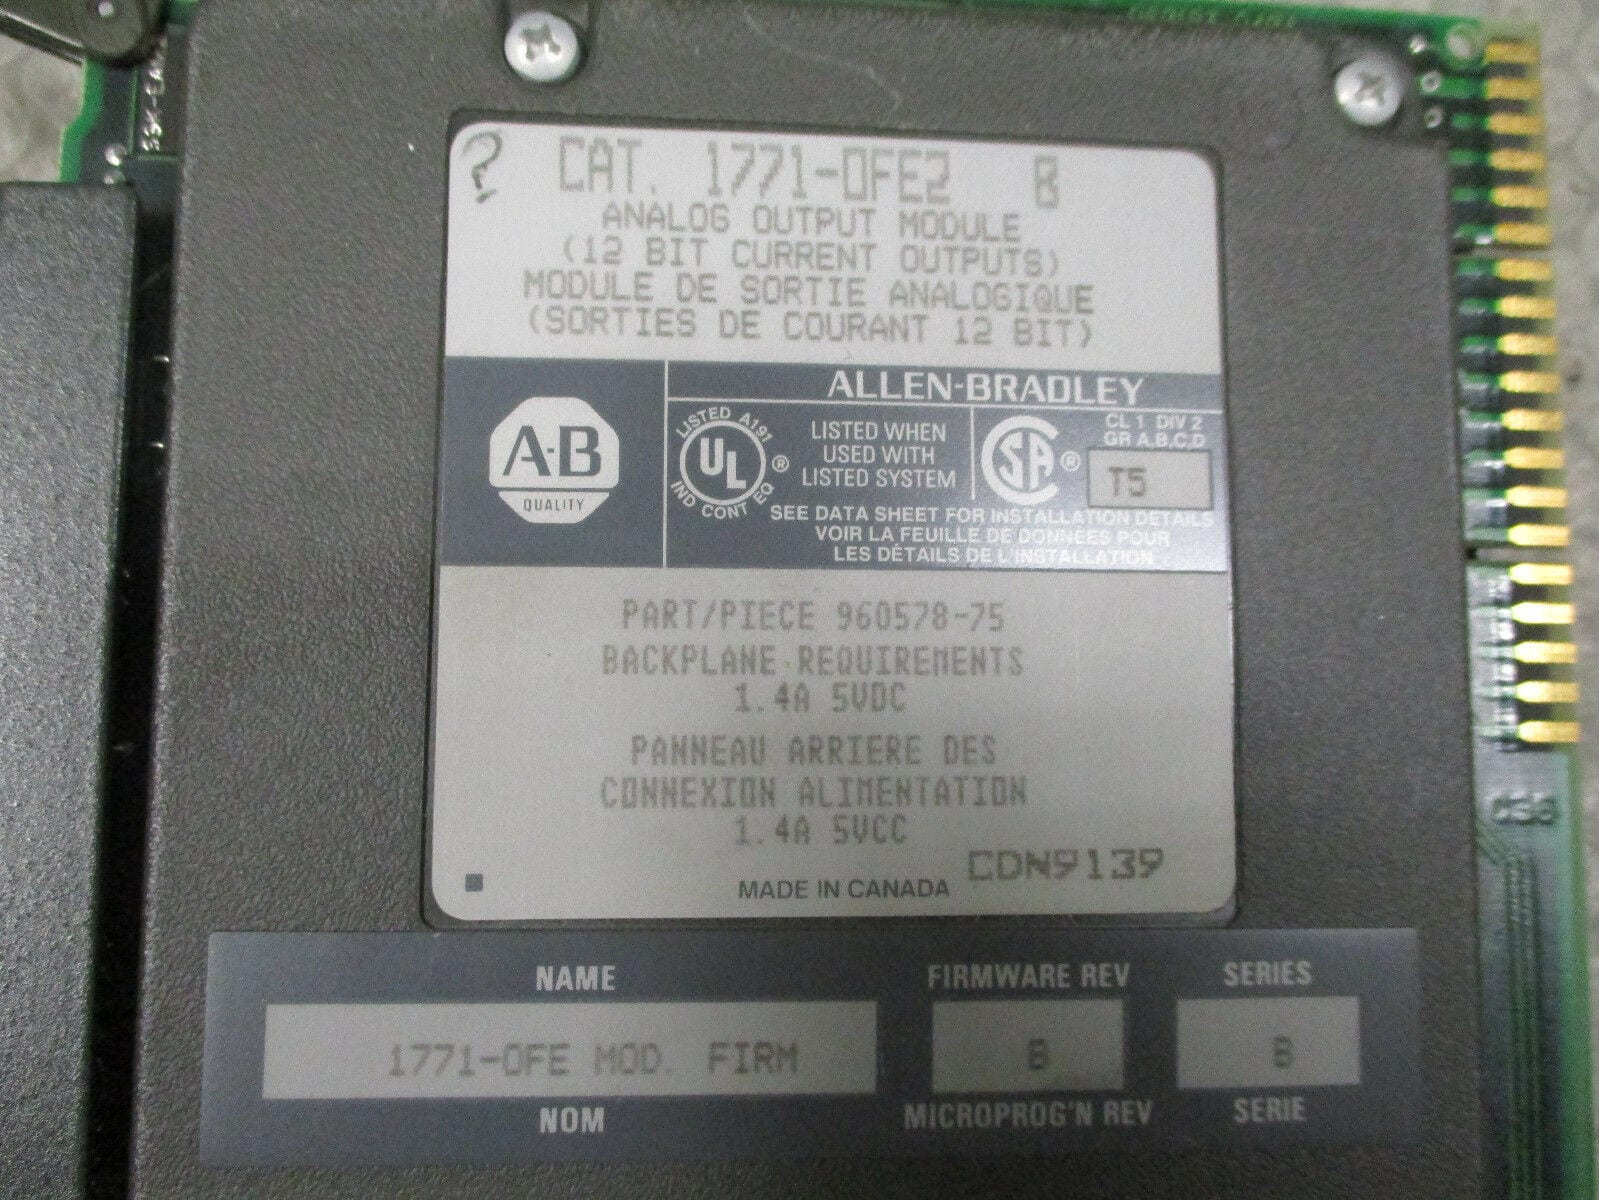 ?
CAT. 1771-OFE2 B
ANALOG OUTPUT MODULE
(12 BIT CURRENT OUTPUTS)
MODULE DE SORTIE ANALOGIQUE
(SORTIES DE COURANT 12 BIT)
ALLEN-BRADLEY
A-B
QUALITY
LISTED A191
UL ®
IND CONT EQ
LISTED WHEN
USED WITH
LISTED SYSTEM
SA ®
CL 1 DIV 2
GR A.B.C.D
T5
SEE DATA SHEET FOR INSTALLATION DETAILS
VOIR LA FEUILLE DE DONNÉES POUR
LES DÉTAILS DE L'INSTALLATION
PART/PIECE 960578-75
BACKPLANE REQUIREMENTS
1.4A 5VDC
PANNEAU ARRIERE DES
CONNEXION ALIMENTATION
1.4A 5VCC
MADE IN CANADA CDN9139
NAME
1771-OFE MOD. FIRM
NOM
FIRMWARE REV
B
MICROPROG'N REV
SERIES
B
SERIE
C36